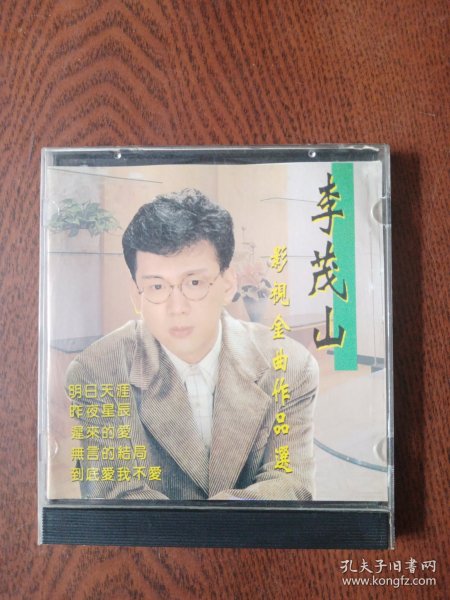 李茂山
影視金曲作品選
明日天涯
昨夜星辰
遲來的愛
無言的結局
到底愛我不愛
孔夫子旧书网
www.kongfz.com